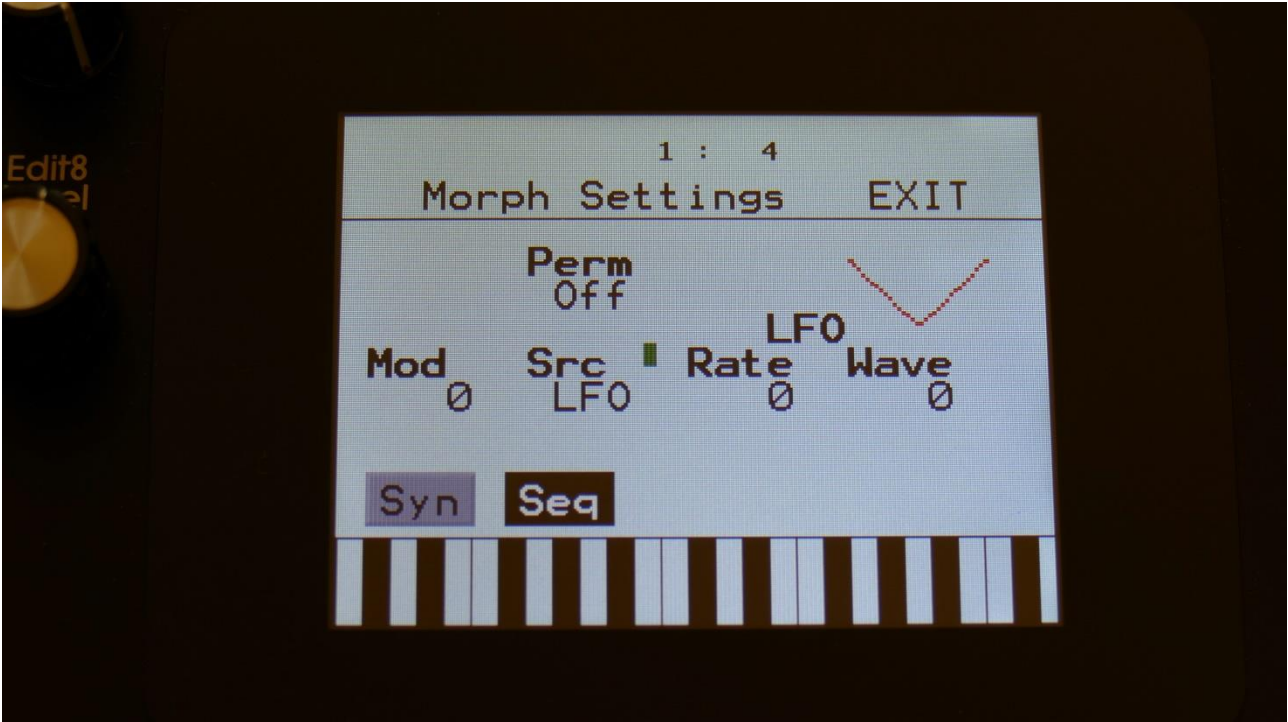 Edit8
1 : 4
Morph Settings EXIT
Perm
Off
LFO
Mod Src Rate Wave
0 LFO 0 0
Syn Seq